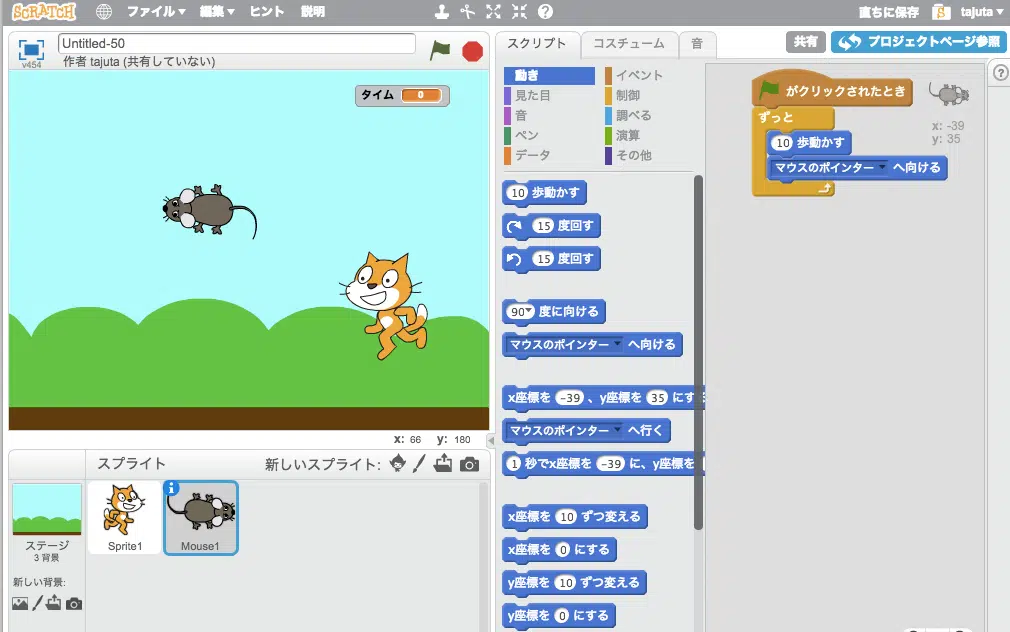 SCRATCH ファイル▼ 編集▼ ヒント 説明 直ちに保存 S tajuta▼
v454
Untitled-50
作者 tajuta (共有していない)
スクリプト コスチューム 音 共有 プロジェクトページ参照
タイム 0
動き イベント
見た目 制御
音 調べる
ペン 演算
データ その他
10 歩動かす
15 度回す
15 度回す
90▼ 度に向ける
マウスのポインター▼ へ向ける
x座標を -39 、y座標を 35 にす
マウスのポインター▼ へ行く
1 秒でx座標を -39 に、y座標を
x座標を 10 ずつ変える
x座標を 0 にする
y座標を 10 ずつ変える
y座標を 0 にする
がクリックされたとき
ずっと
10 歩動かす
マウスのポインター▼ へ向ける
x: -39
y: 35
x: 66 y: 180
スプライト 新しいスプライト:
ステージ
3 背景
新しい背景:
Sprite1
Mouse1